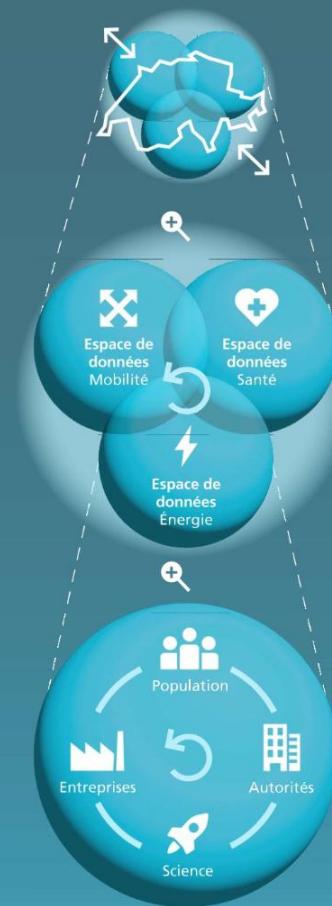 Espace de
données
Mobilité
Espace de
données
Santé
Espace de
données
Énergie
Population
Entreprises
Autorités
Science